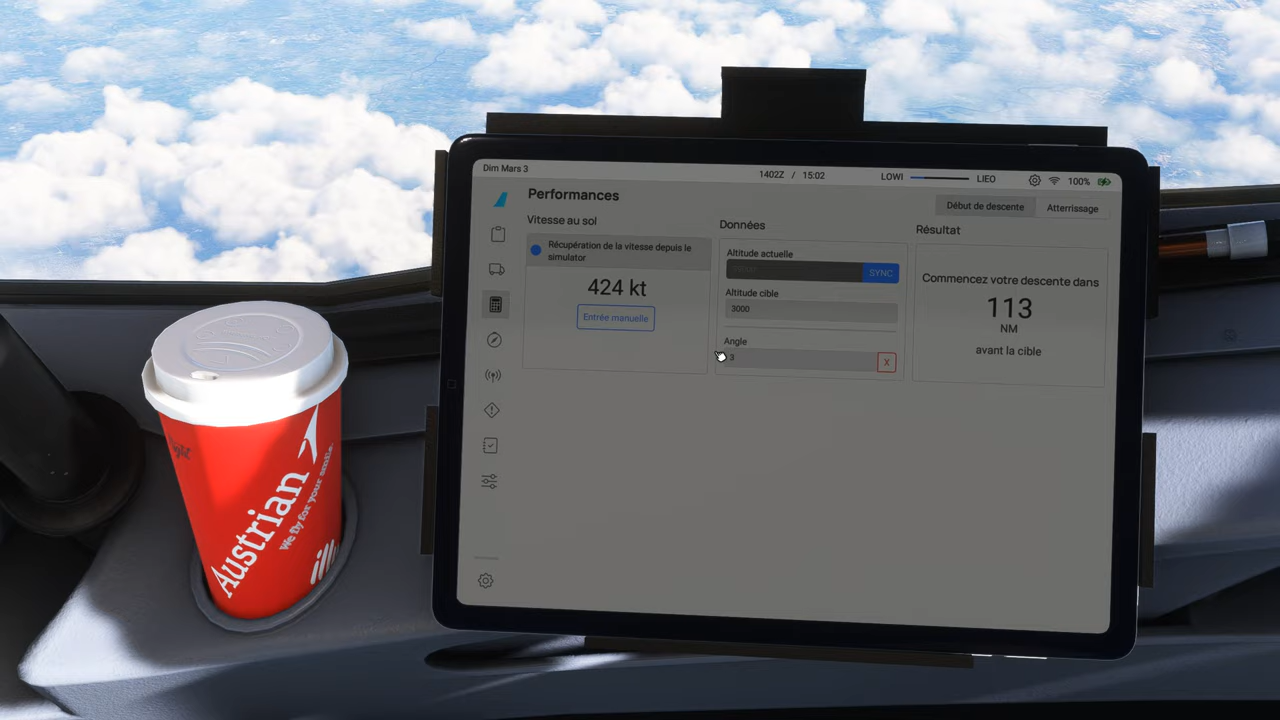 Dim Mars 3
1402Z / 15:02
LOWI
LIEO
100%
Performances
Début de descente
Atterrissage
Vitesse au sol
Récupération de la vitesse depuis le
simulator
424 kt
Entrée manuelle
Données
Altitude actuelle
SYNC
Altitude cible
3000
Angle
3
X
Résultat
Commencez votre descente dans
113
NM
avant la cible
Austrian
We fly for your smile.